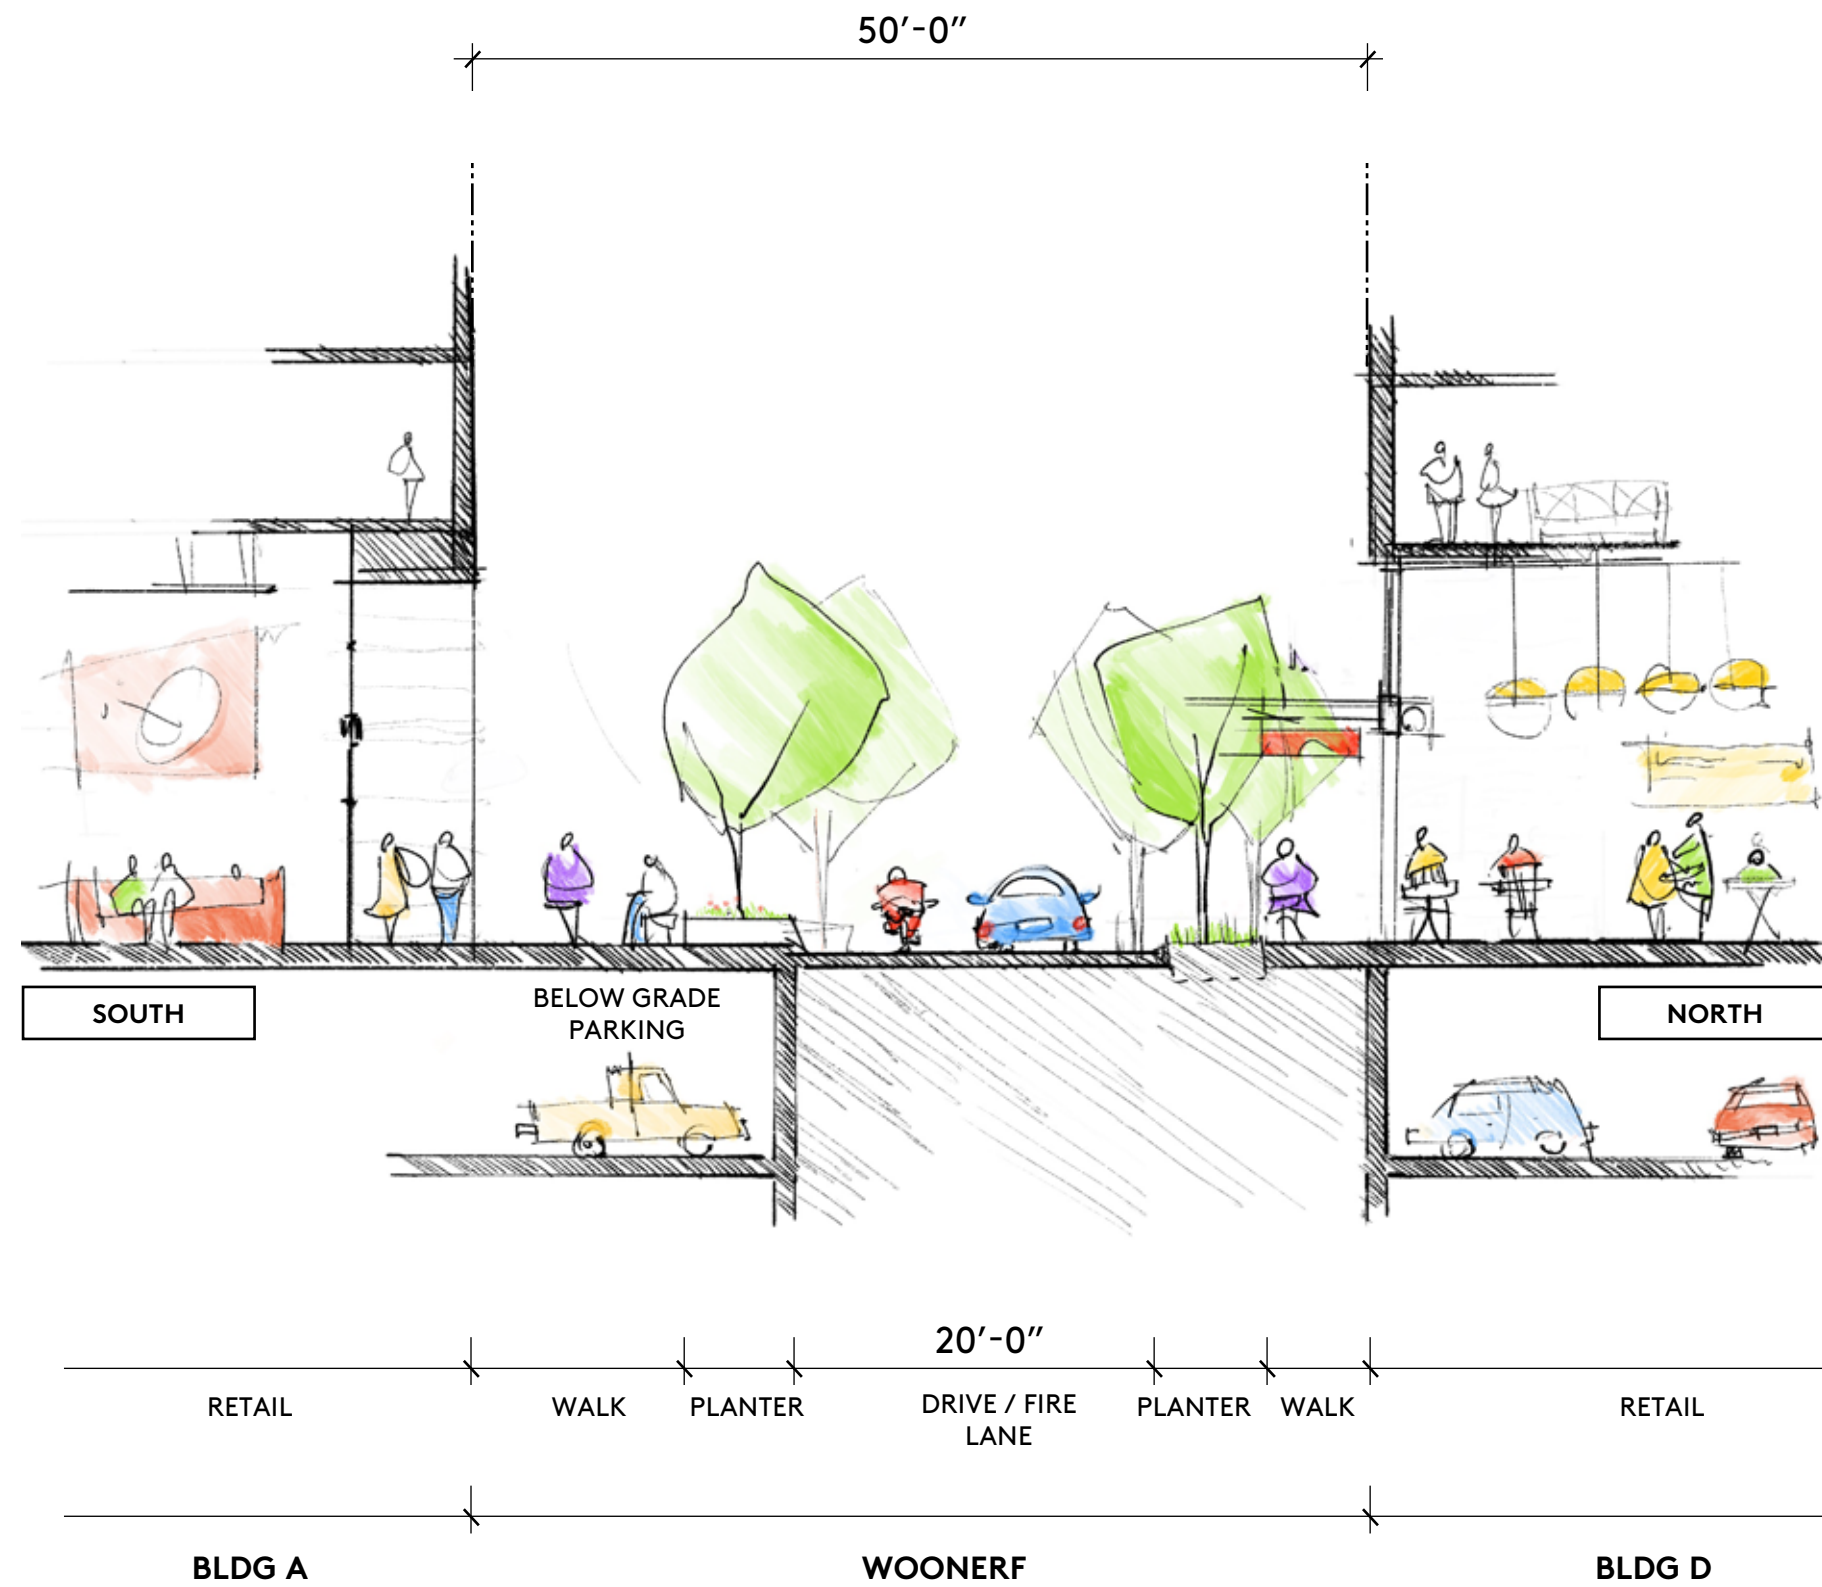 50'-0"
SOUTH
BELOW GRADE
PARKING
NORTH
20'-0"
RETAIL
WALK
PLANTER
DRIVE / FIRE
LANE
PLANTER
WALK
RETAIL
BLDG A
WOONERF
BLDG D